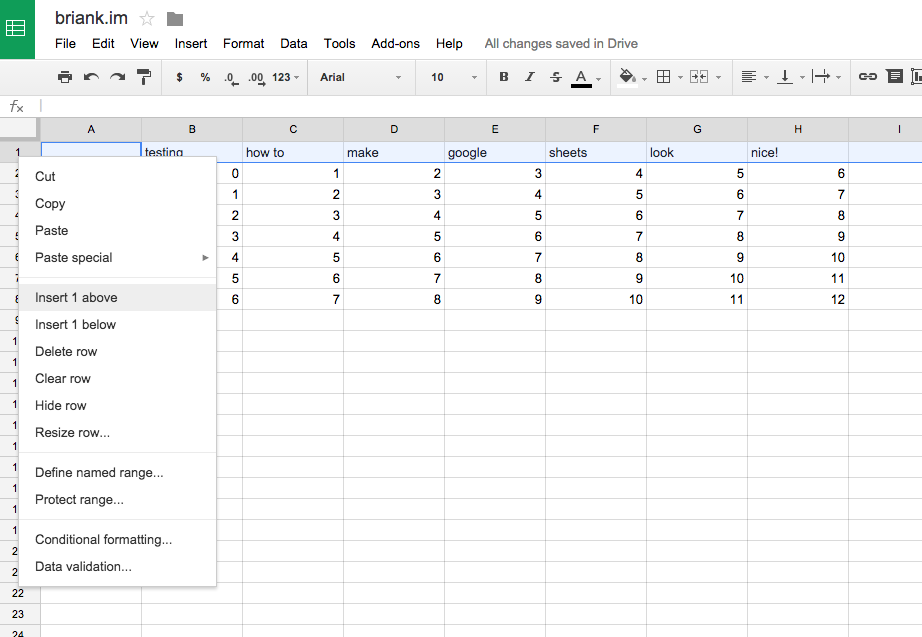 briank.im
File Edit View Insert Format Data Tools Add-ons Help All changes saved in Drive
$ % .0 .00 123 Arial 10 B I S A
fx
A B C D E F G H I
1 testing how to make google sheets look nice!
2 0 1 2 3 4 5 6
3 1 2 3 4 5 6 7
4 2 3 4 5 6 7 8
5 3 4 5 6 7 8 9
6 4 5 6 7 8 9 10
7 5 6 7 8 9 10 11
8 6 7 8 9 10 11 12
9
1
1
1
1
1
1
1
1
1
1
2
2
22
23
24
Cut
Copy
Paste
Paste special
Insert 1 above
Insert 1 below
Delete row
Clear row
Hide row
Resize row...
Define named range...
Protect range...
Conditional formatting...
Data validation...